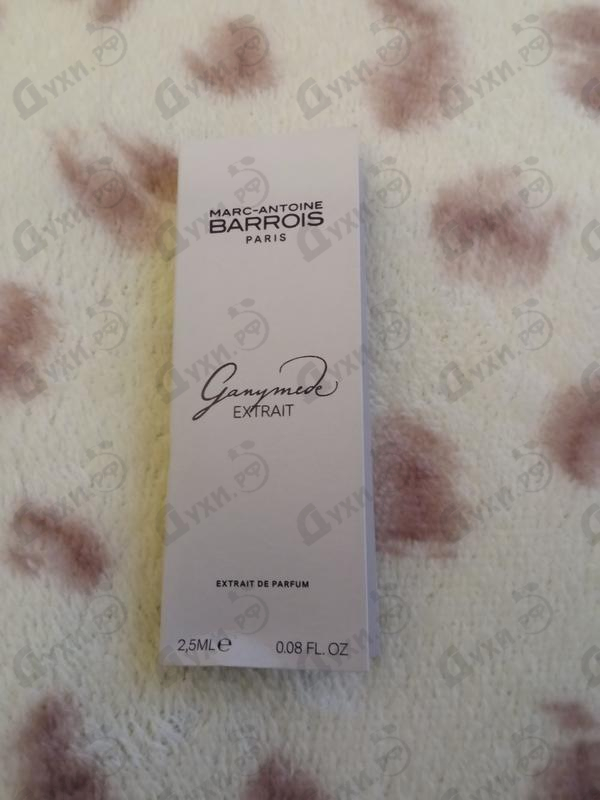 MARC-ANTOINE
BARROIS
PARIS
Ganymede
EXTRAIT
EXTRAIT DE PARFUM
2,5ML℮ 0.08 FL. OZ
Духи.рф